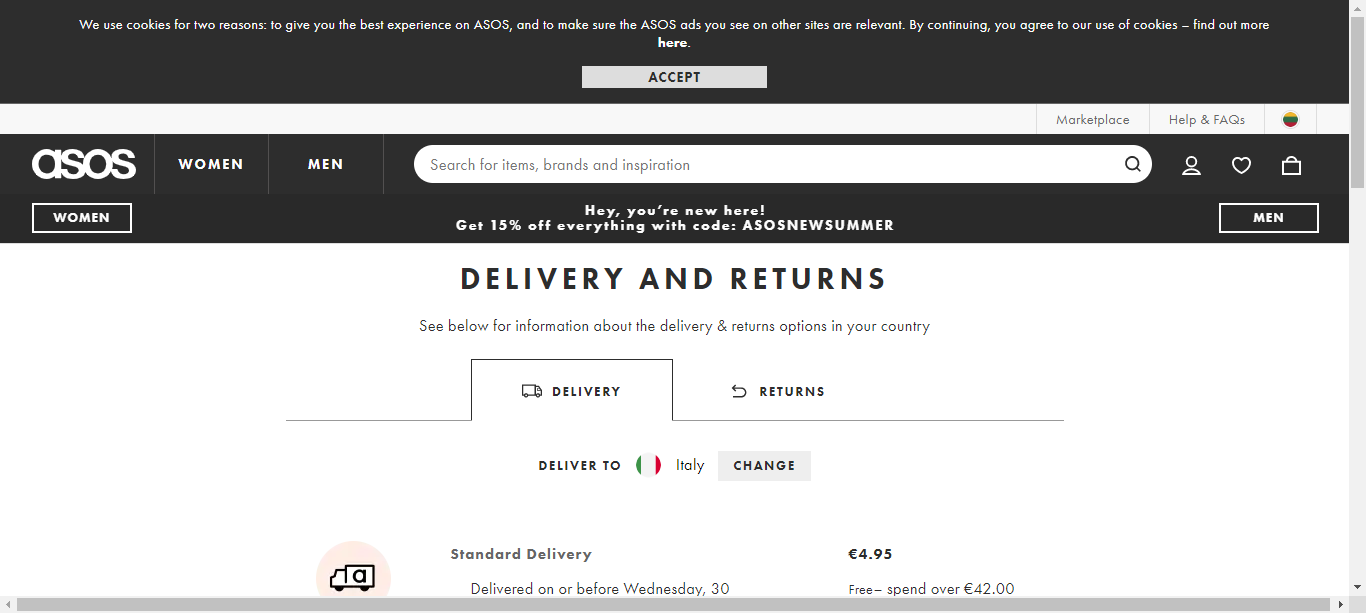 We use cookies for two reasons: to give you the best experience on ASOS, and to make sure the ASOS ads you see on other sites are relevant. By continuing, you agree to our use of cookies – find out more
here.
ACCEPT
Marketplace
Help & FAQs
asos
WOMEN
MEN
Search for items, brands and inspiration
WOMEN
Hey, you’re new here!
Get 15% off everything with code: ASOSNEWSUMMER
MEN
DELIVERY AND RETURNS
See below for information about the delivery & returns options in your country
DELIVERY
RETURNS
DELIVER TO Italy CHANGE
a
Standard Delivery
€4.95
Delivered on or before Wednesday, 30
Free– spend over €42.00